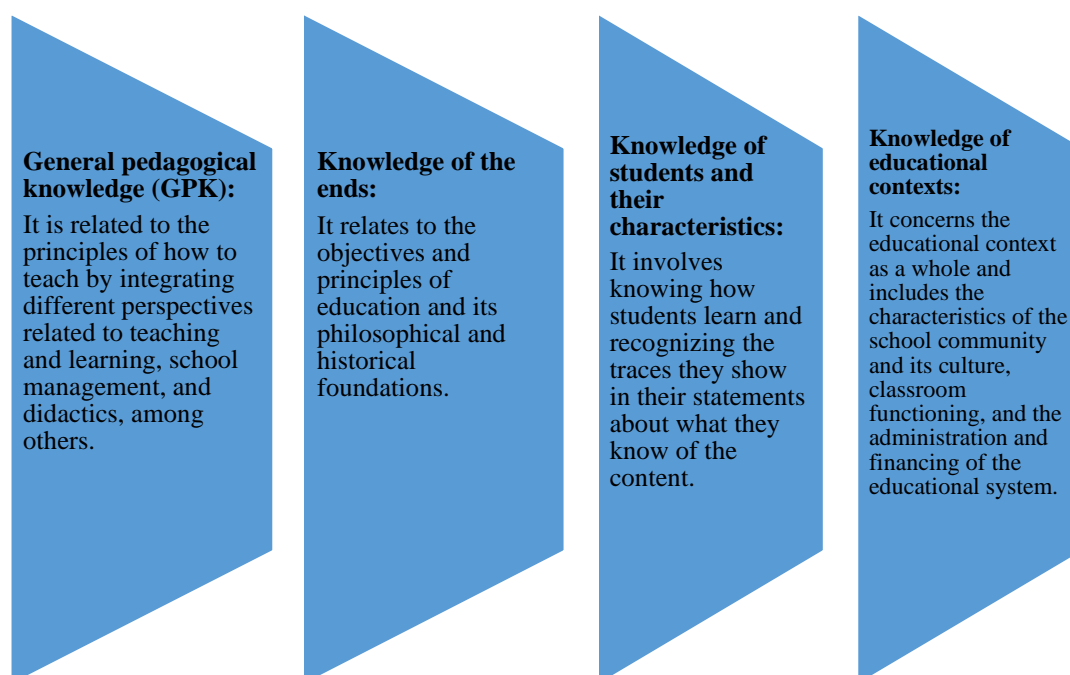 General pedagogical
knowledge (GPK):
It is related to the
principles of how to
teach by integrating
different perspectives
related to teaching
and learning, school
management, and
didactics, among
others.
Knowledge of the
ends:
It relates to the
objectives and
principles of
education and its
philosophical and
historical
foundations.
Knowledge of
students and
their
characteristics:
It involves
knowing how
students learn and
recognizing the
traces they show
in their statements
about what they
know of the
content.
Knowledge of
educational
contexts:
It concerns the
educational context
as a whole and
includes the
characteristics of the
school community
and its culture,
classroom
functioning, and the
administration and
financing of the
educational system.